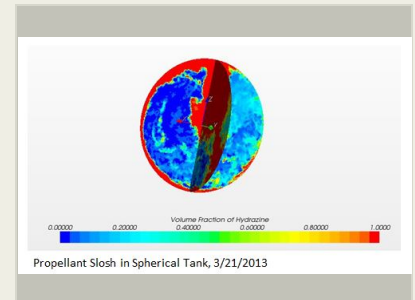 Z
Y
Volume Fraction of Hydrazine
0.00000 0.20000 0.40000 0.60000 0.80000 1.0000
Propellant Slosh in Spherical Tank, 3/21/2013